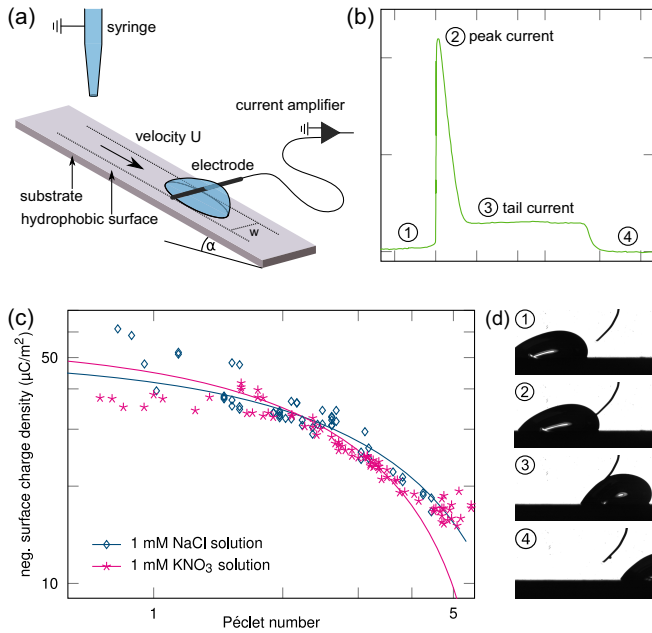 (a)
syringe
current amplifier
velocity U
electrode
substrate
hydrophobic surface
w
α
(b)
2 peak current
3 tail current
1
4
(c)
neg. surface charge density (µC/m²)
50
10
1 mM NaCl solution
1 mM KNO₃ solution
1
5
Péclet number
(d)
1
2
3
4